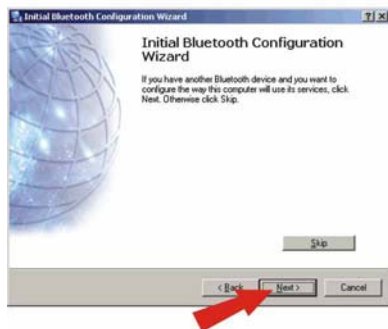 Initial Bluetooth Configuration Wizard
Initial Bluetooth Configuration
Wizard
If you have another Bluetooth device and you want to
configure the way this computer will use its services, click
Next. Otherwise click Skip.
Skip
< Back Next > Cancel